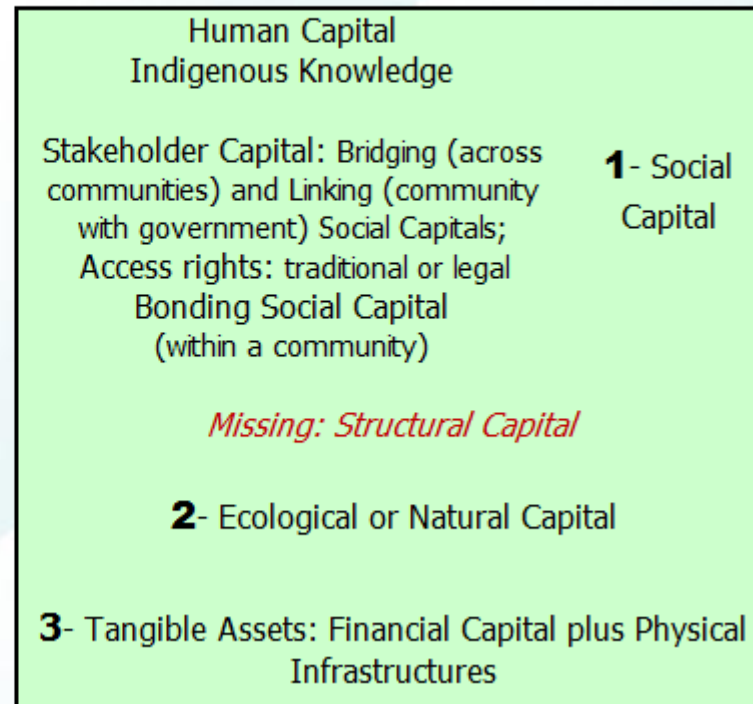 Human Capital
Indigenous Knowledge
Stakeholder Capital: Bridging (across
communities) and Linking (community
with government) Social Capitals;
Access rights: traditional or legal
Bonding Social Capital
(within a community)
1- Social
Capital
Missing: Structural Capital
2- Ecological or Natural Capital
3- Tangible Assets: Financial Capital plus Physical
Infrastructures